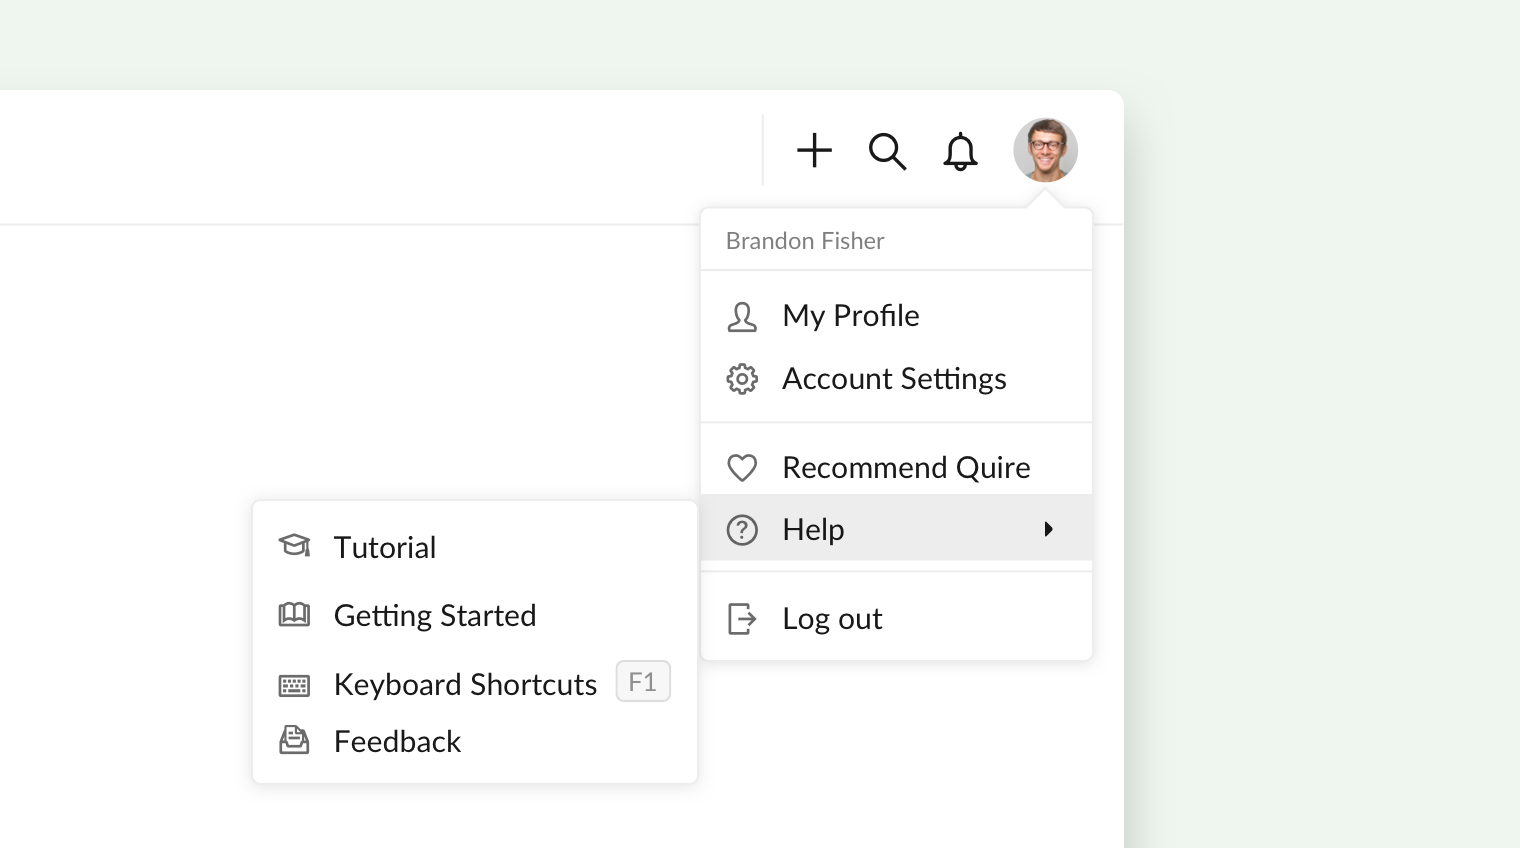 Brandon Fisher
My Profile
Account Settings
Recommend Quire
Help
Log out
Tutorial
Getting Started
Keyboard Shortcuts F1
Feedback